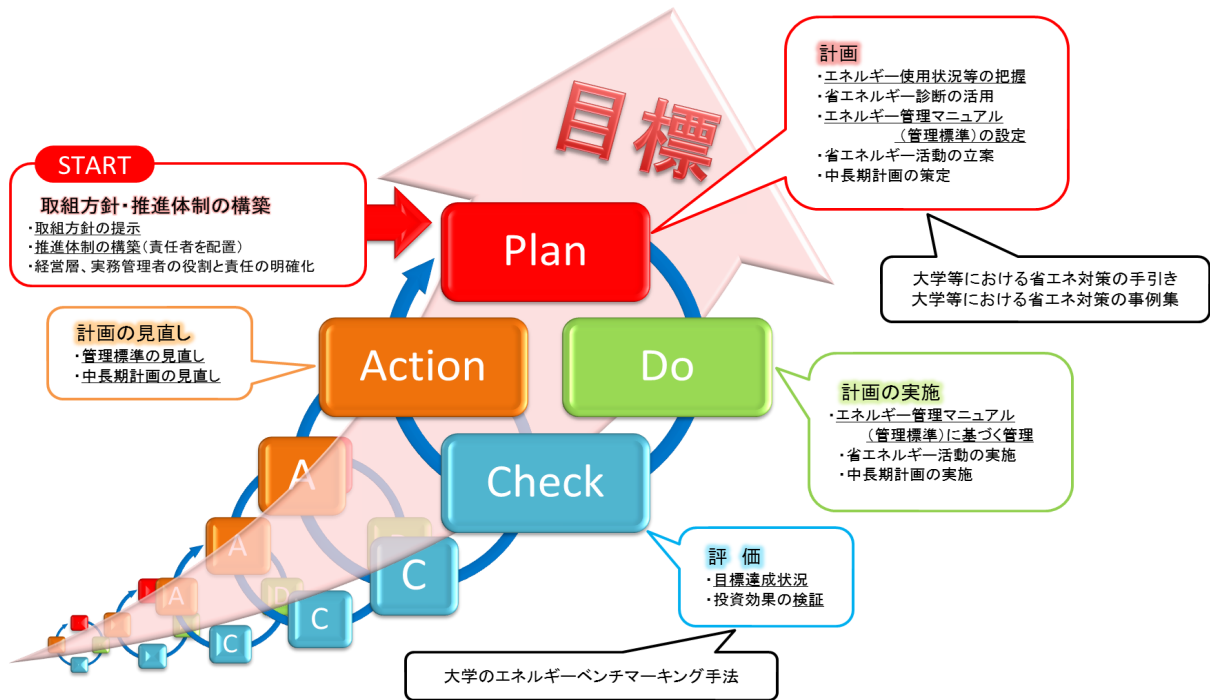 目標
START
取組方針・推進体制の構築
・取組方針の提示
・推進体制の構築(責任者を配置)
・経営層、実務管理者の役割と責任の明確化
計画
・エネルギー使用状況等の把握
・省エネルギー診断の活用
・エネルギー管理マニュアル
(管理標準)の設定
・省エネルギー活動の立案
・中長期計画の策定
大学等における省エネ対策の手引き
大学等における省エネ対策の事例集
Plan
計画の見直し
・管理標準の見直し
・中長期計画の見直し
Action
Do
計画の実施
・エネルギー管理マニュアル
(管理標準)に基づく管理
・省エネルギー活動の実施
・中長期計画の実施
Check
評 価
・目標達成状況
・投資効果の検証
大学のエネルギーベンチマーキング手法
A
C
A
C
A
D
C